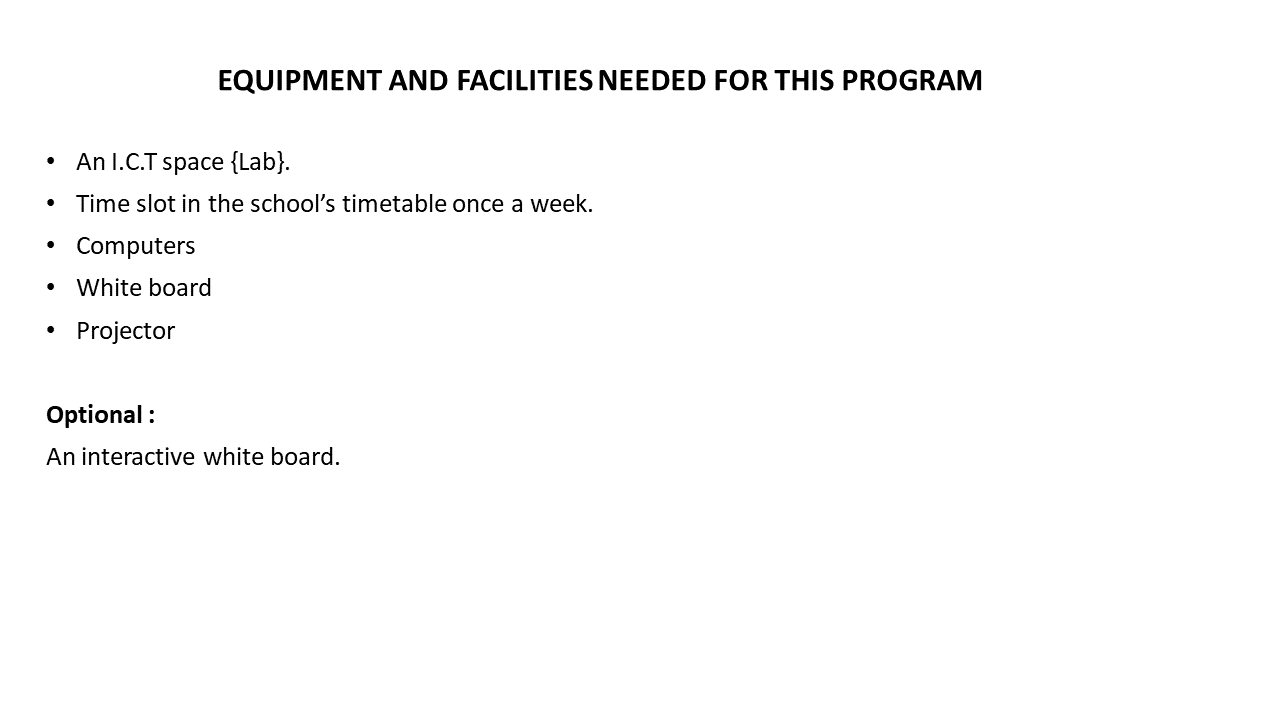 EQUIPMENT AND FACILITIES NEEDED FOR THIS PROGRAM
• An I.C.T space {Lab}.
• Time slot in the school’s timetable once a week.
• Computers
• White board
• Projector
Optional :
An interactive white board.